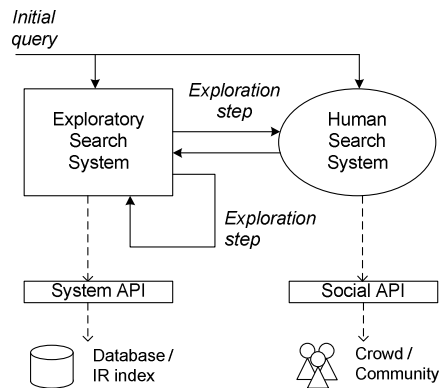 Initial
query
Exploration
step
Exploratory
Search
System
Human
Search
System
Exploration
step
System API
Social API
Database /
IR index
Crowd /
Community